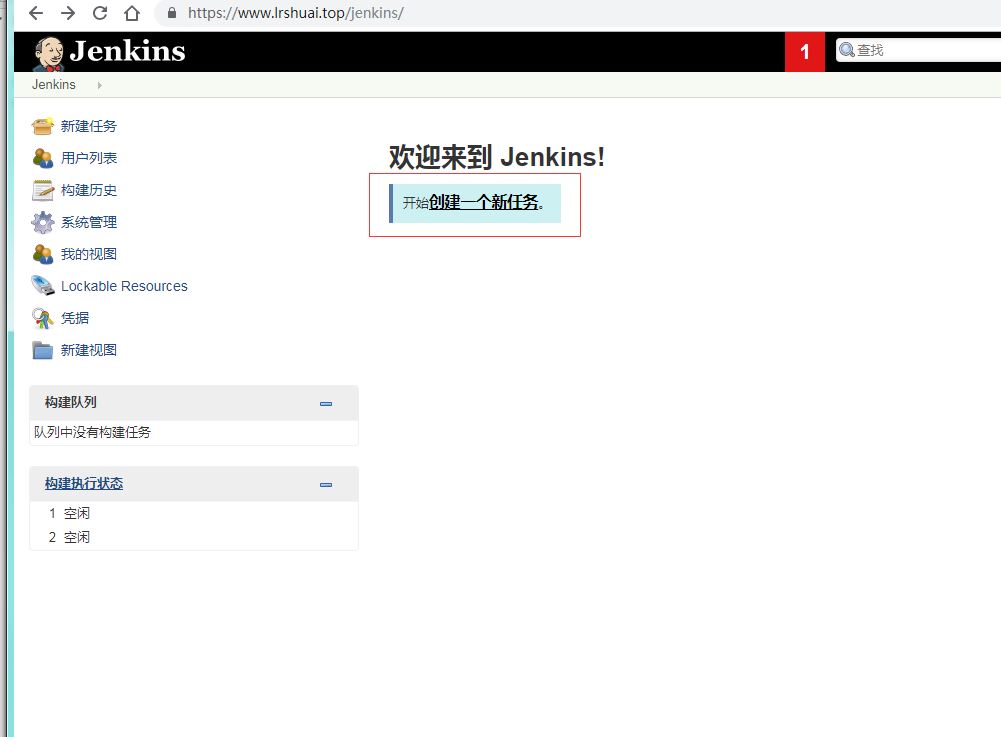 https://www.lrshuai.top/jenkins/
Jenkins
1
查找
Jenkins
新建任务
用户列表
构建历史
系统管理
我的视图
Lockable Resources
凭据
新建视图
构建队列
队列中没有构建任务
构建执行状态
1 空闲
2 空闲
欢迎来到 Jenkins!
开始创建一个新任务。